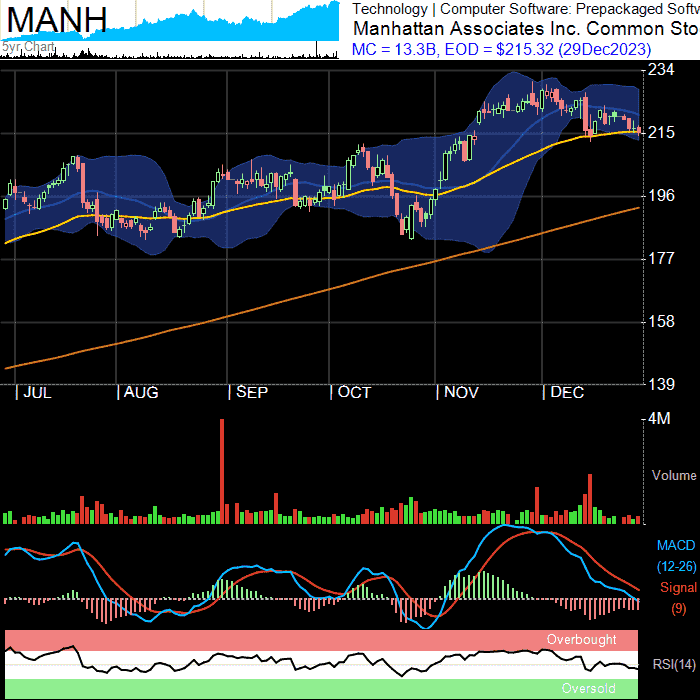 MANH
5yr Chart
Technology | Computer Software: Prepackaged Softw
Manhattan Associates Inc. Common Sto
MC = 13.3B, EOD = $215.32 (29Dec2023)
234
215
196
177
158
139
| JUL | AUG | SEP | OCT | NOV | DEC
4M
Volume
MACD
(12-26)
Signal
(9)
Overbought
RSI(14)
Oversold